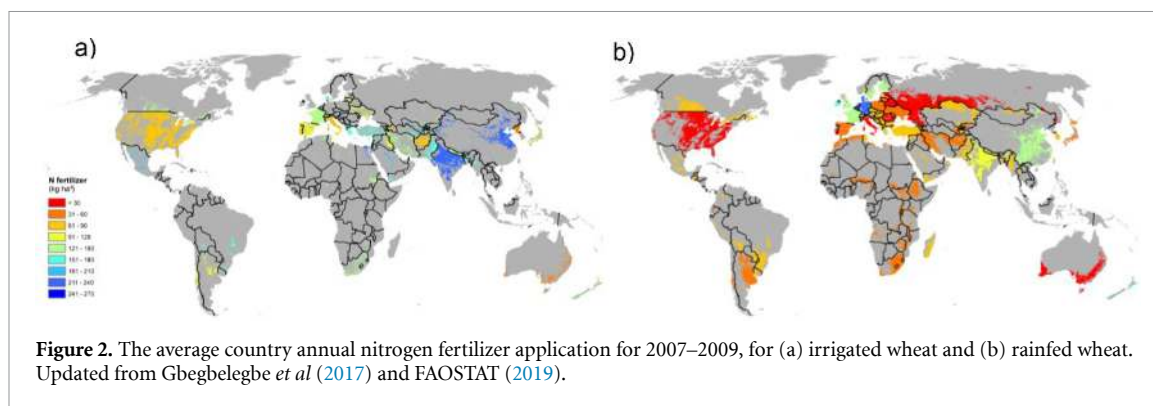 a)
b)
N fertilizer
(kg ha⁻¹)
< 30
31 - 60
61 - 90
121 - 150
151 - 180
181 - 210
211 - 240
241 - 270
Figure 2. The average country annual nitrogen fertilizer application for 2007–2009, for (a) irrigated wheat and (b) rainfed wheat.
Updated from Gbegbelegbe et al (2017) and FAOSTAT (2019).